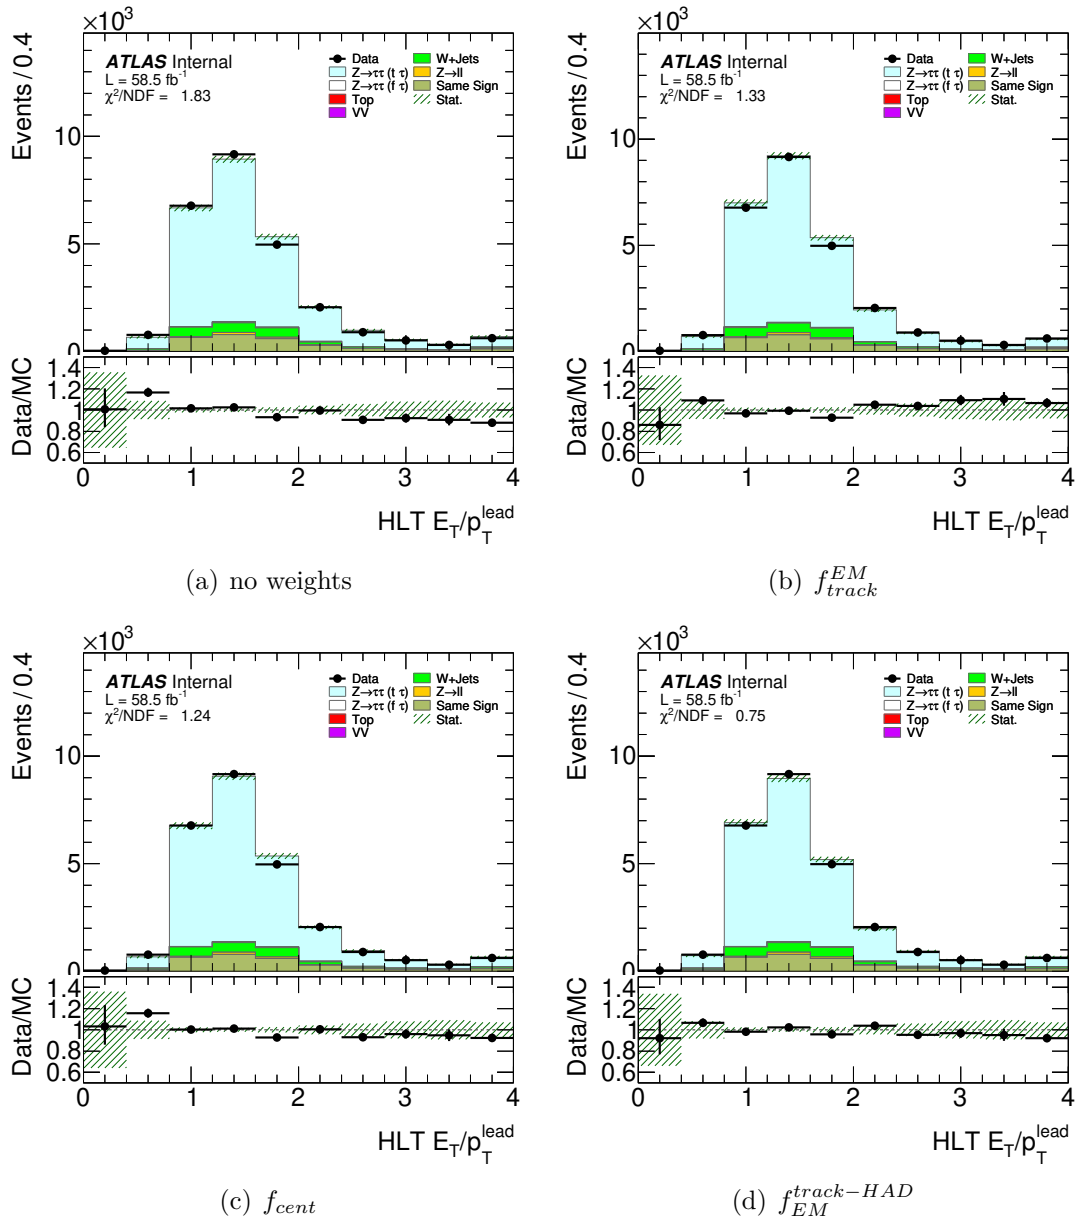 ×10³
Events / 0.4
ATLAS Internal
L = 58.5 fb⁻¹
χ²/NDF = 1.83
Data
Z→ττ (t τ)
Z→ττ (f τ)
Top
VV
W+Jets
Z→ll
Same Sign
Stat.
10
5
0
Data/MC
1.4
1.2
1
0.8
0.6
0 1 2 3 4
HLT E_T/p_T^lead
(a) no weights
×10³
Events / 0.4
ATLAS Internal
L = 58.5 fb⁻¹
χ²/NDF = 1.33
Data
Z→ττ (t τ)
Z→ττ (f τ)
Top
VV
W+Jets
Z→ll
Same Sign
Stat.
10
5
0
Data/MC
1.4
1.2
1
0.8
0.6
0 1 2 3 4
HLT E_T/p_T^lead
(b) f_track^EM
×10³
Events / 0.4
ATLAS Internal
L = 58.5 fb⁻¹
χ²/NDF = 1.24
Data
Z→ττ (t τ)
Z→ττ (f τ)
Top
VV
W+Jets
Z→ll
Same Sign
Stat.
10
5
0
Data/MC
1.4
1.2
1
0.8
0.6
0 1 2 3 4
HLT E_T/p_T^lead
(c) f_cent
×10³
Events / 0.4
ATLAS Internal
L = 58.5 fb⁻¹
χ²/NDF = 0.75
Data
Z→ττ (t τ)
Z→ττ (f τ)
Top
VV
W+Jets
Z→ll
Same Sign
Stat.
10
5
0
Data/MC
1.4
1.2
1
0.8
0.6
0 1 2 3 4
HLT E_T/p_T^lead
(d) f_EM^track−HAD